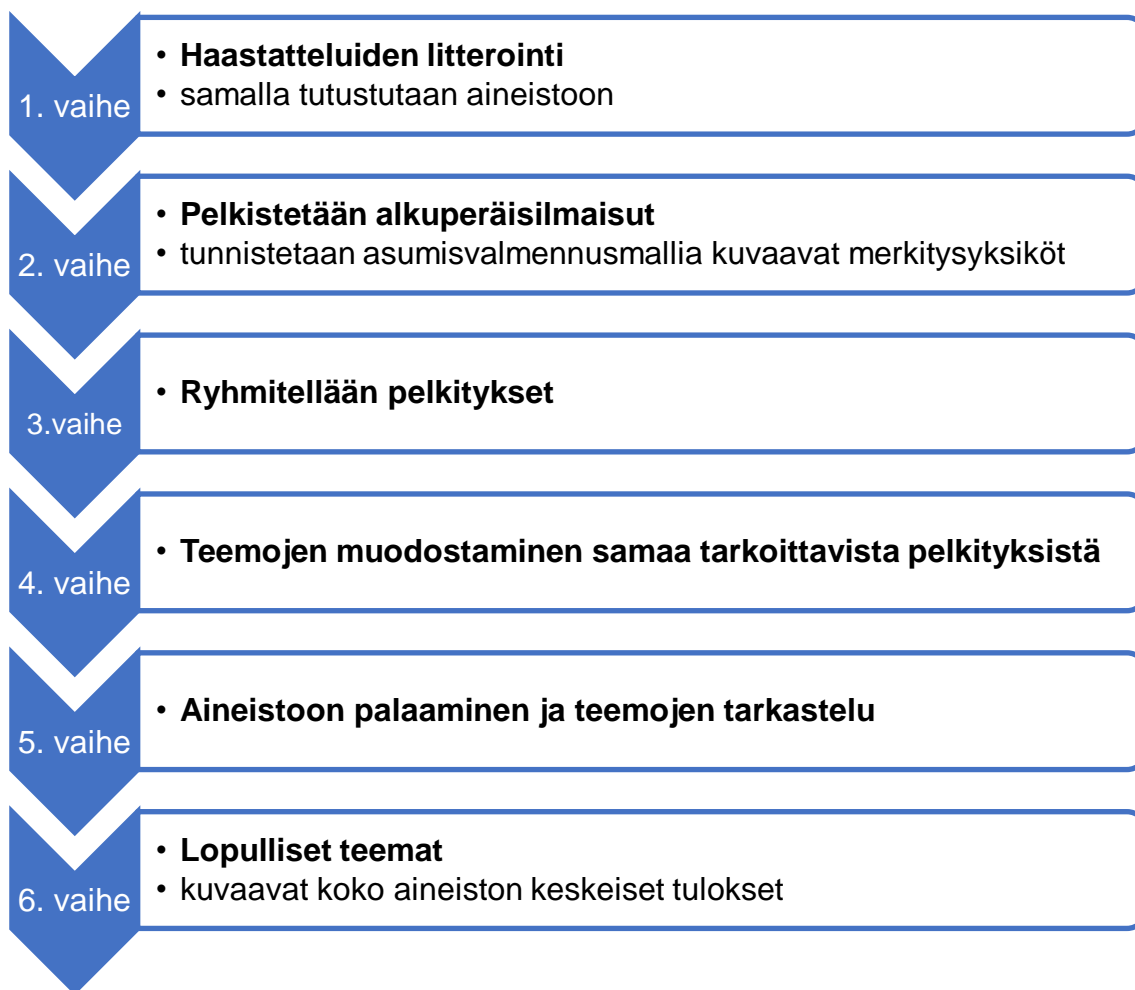 1. vaihe
• Haastatteluiden litterointi
• samalla tutustutaan aineistoon
2. vaihe
• Pelkistetään alkuperäisilmaisut
• tunnistetaan asumisvalmennusmallia kuvaavat merkitysyksiköt
3.vaihe
• Ryhmitellään pelkitykset
4. vaihe
• Teemojen muodostaminen samaa tarkoittavista pelkityksistä
5. vaihe
• Aineistoon palaaminen ja teemojen tarkastelu
6. vaihe
• Lopulliset teemat
• kuvaavat koko aineiston keskeiset tulokset